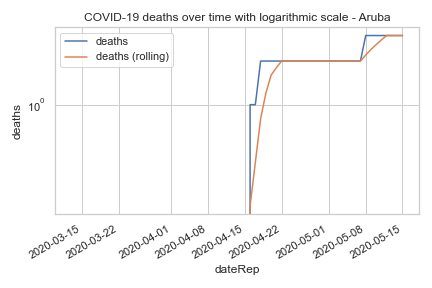 COVID-19 deaths over time with logarithmic scale - Aruba
deaths
deaths (rolling)
deaths
10⁰
2020-03-15
2020-03-22
2020-04-01
2020-04-08
2020-04-15
2020-04-22
2020-05-01
2020-05-08
2020-05-15
dateRep